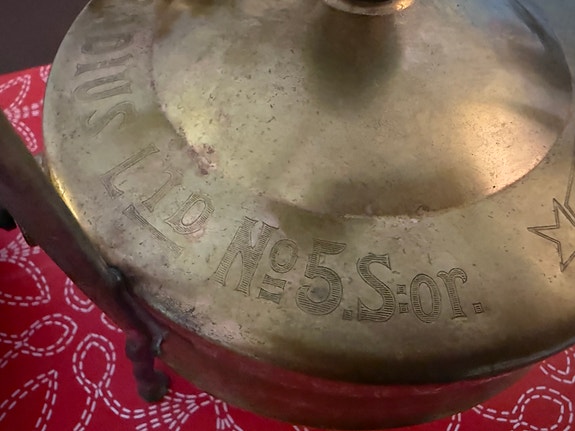 DIUS LTD No 5. S:or.